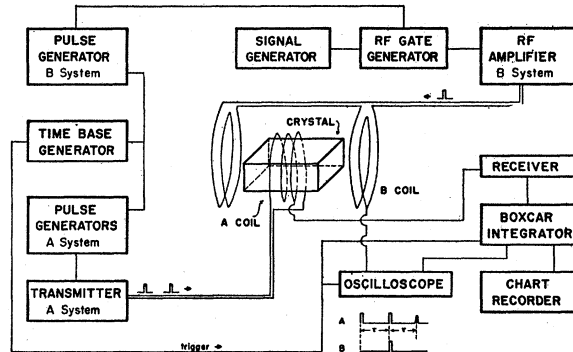 PULSE
GENERATOR
B System
SIGNAL
GENERATOR
RF GATE
GENERATOR
RF
AMPLIFIER
B System
TIME BASE
GENERATOR
CRYSTAL
A COIL
B COIL
RECEIVER
PULSE
GENERATORS
A System
BOXCAR
INTEGRATOR
TRANSMITTER
A System
OSCILLOSCOPE
CHART
RECORDER
trigger
A
τ τ
B